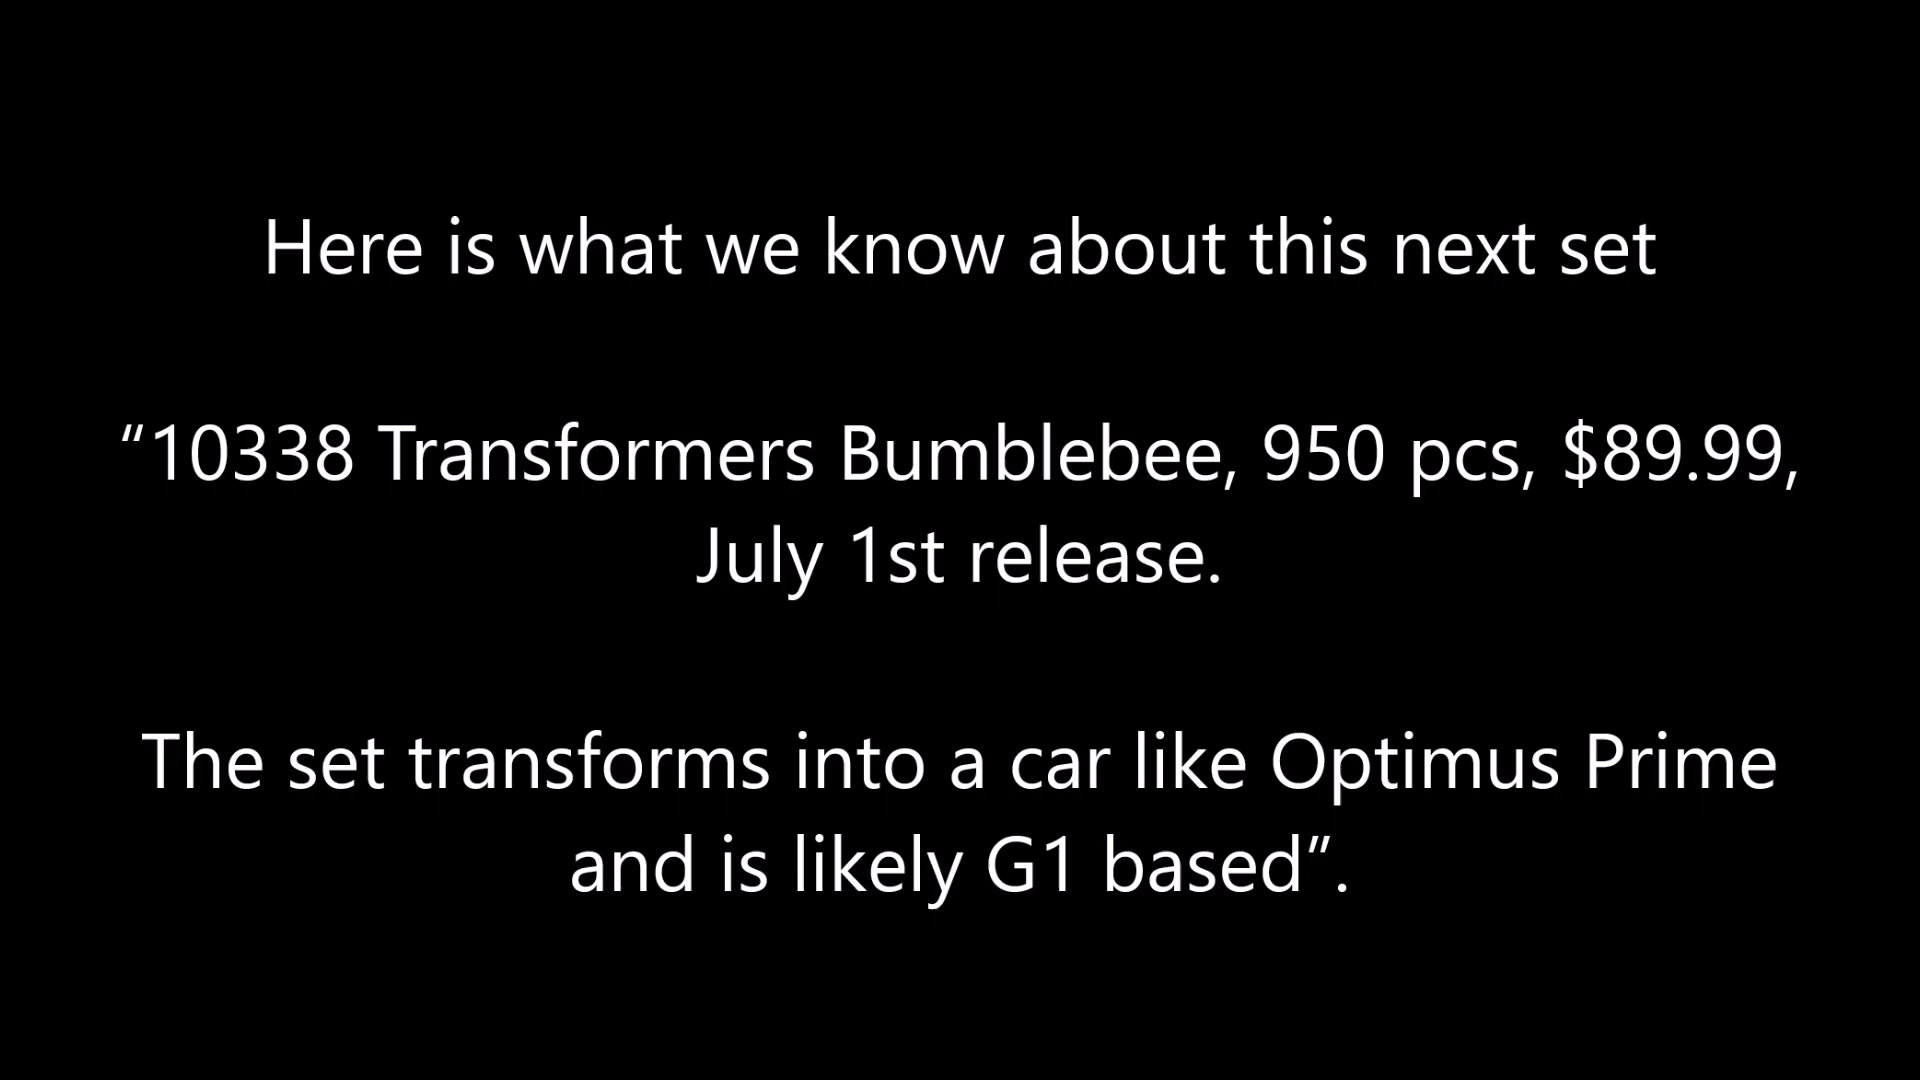 Here is what we know about this next set
“10338 Transformers Bumblebee, 950 pcs, $89.99,
July 1st release.
The set transforms into a car like Optimus Prime
and is likely G1 based”.